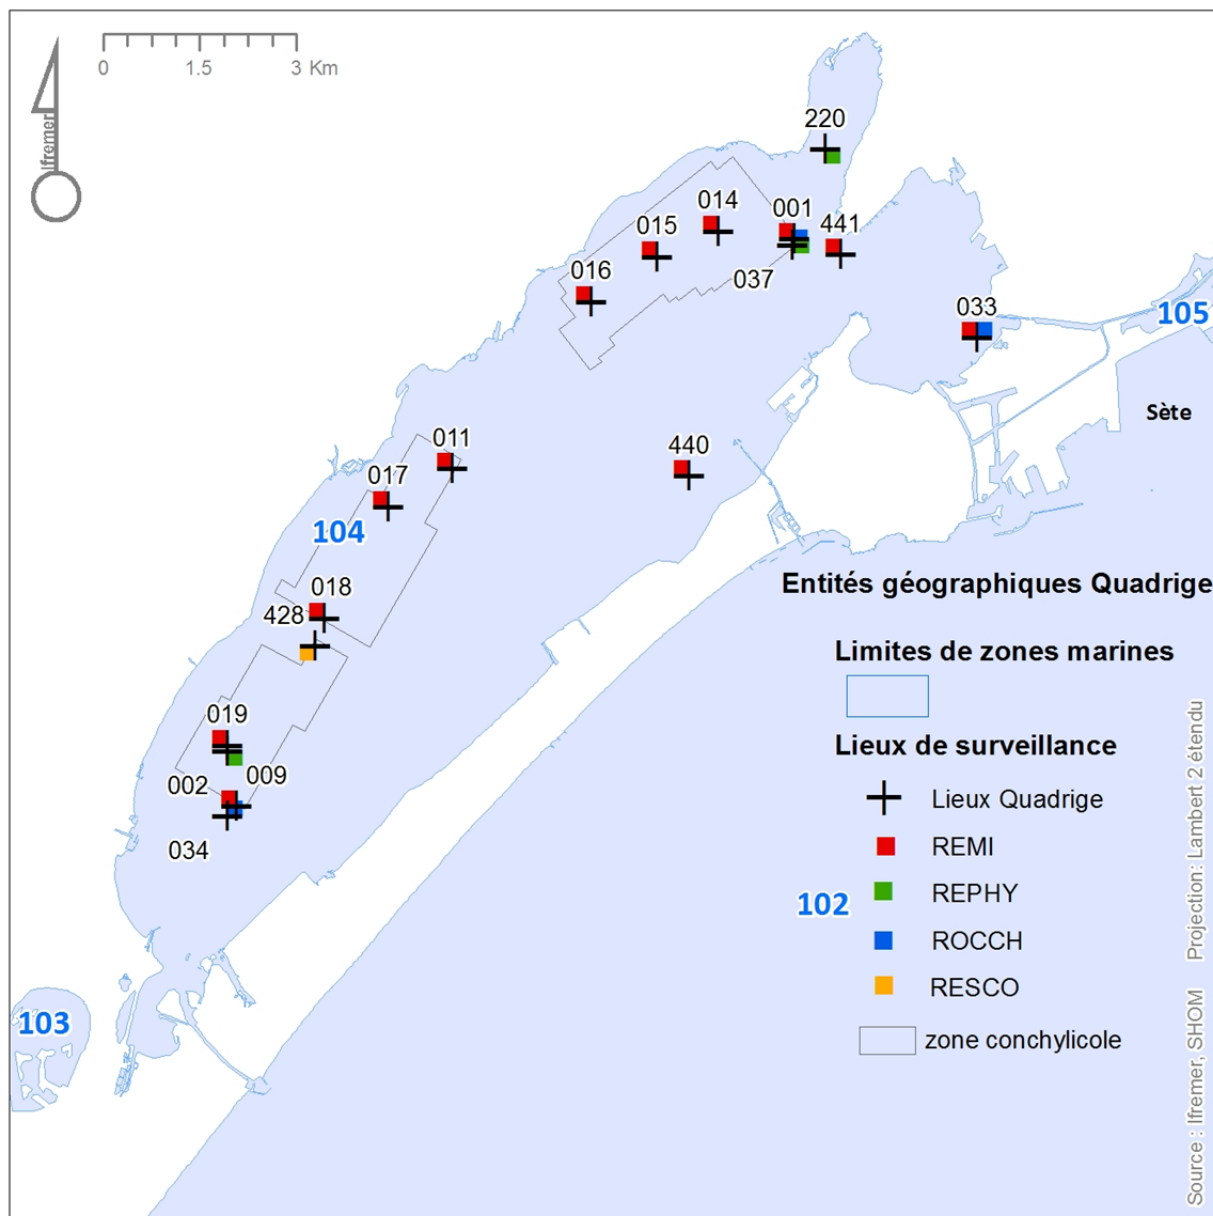 0 1.5 3 Km
Ifremer
220
014
001
441
015
016
037
033
105
Sète
011
440
017
104
018
428
019
002
009
034
103
102
Entités géographiques Quadrige
Limites de zones marines
Lieux de surveillance
Lieux Quadrige
REMI
REPHY
ROCCH
RESCO
zone conchylicole
Source : Ifremer, SHOM Projection: Lambert 2 étendu